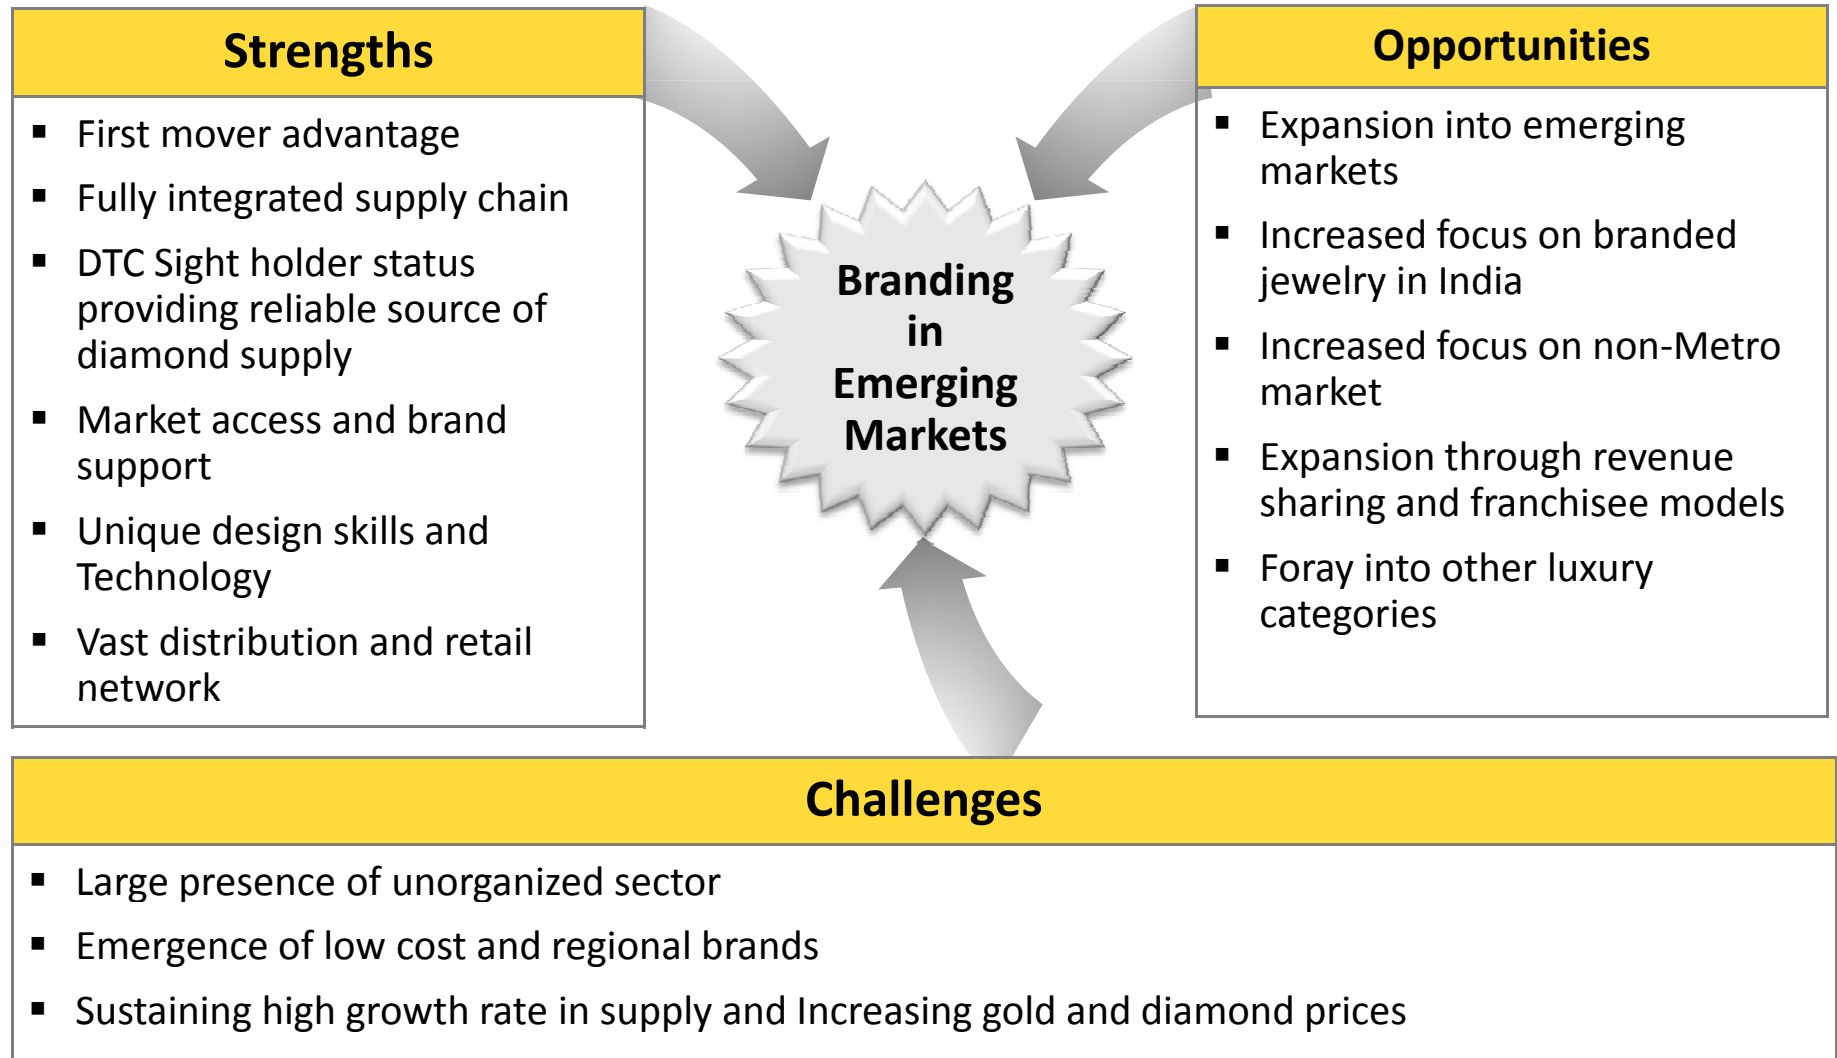 Strengths
▪ First mover advantage
▪ Fully integrated supply chain
▪ DTC Sight holder status
providing reliable source of
diamond supply
▪ Market access and brand
support
▪ Unique design skills and
Technology
▪ Vast distribution and retail
network
Branding
in
Emerging
Markets
Opportunities
▪ Expansion into emerging
markets
▪ Increased focus on branded
jewelry in India
▪ Increased focus on non-Metro
market
▪ Expansion through revenue
sharing and franchisee models
▪ Foray into other luxury
categories
Challenges
▪ Large presence of unorganized sector
▪ Emergence of low cost and regional brands
▪ Sustaining high growth rate in supply and Increasing gold and diamond prices